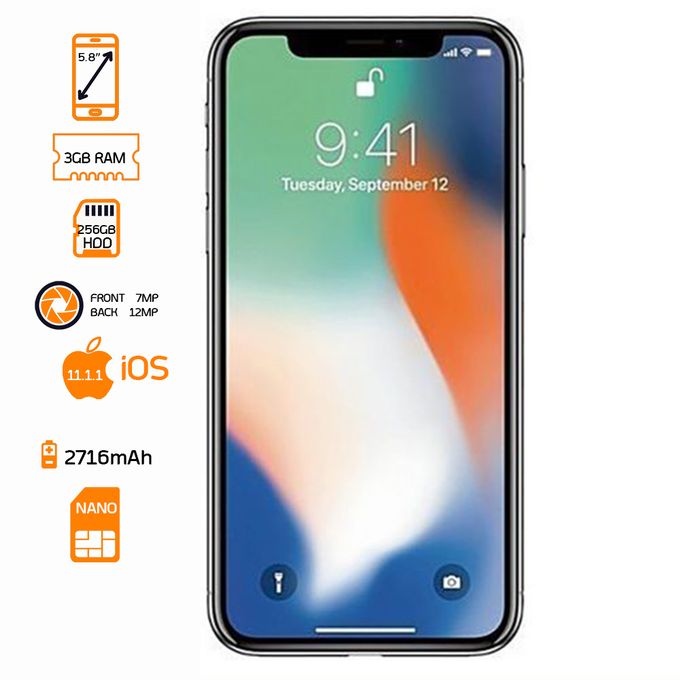 5.8"
3GB RAM
256GB
HDD
FRONT 7MP
BACK 12MP
11.1.1 iOS
2716mAh
NANO
9:41
Tuesday, September 12